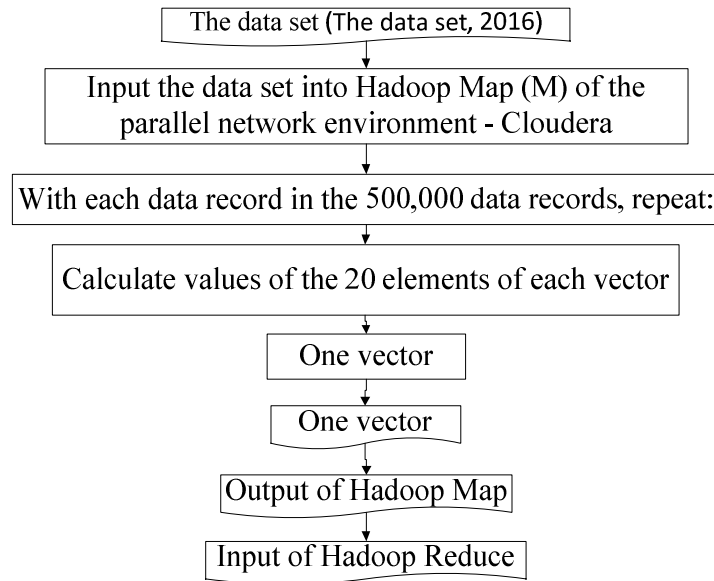 The data set (The data set, 2016)
Input the data set into Hadoop Map (M) of the
parallel network environment - Cloudera
With each data record in the 500,000 data records, repeat:
Calculate values of the 20 elements of each vector
One vector
One vector
Output of Hadoop Map
Input of Hadoop Reduce